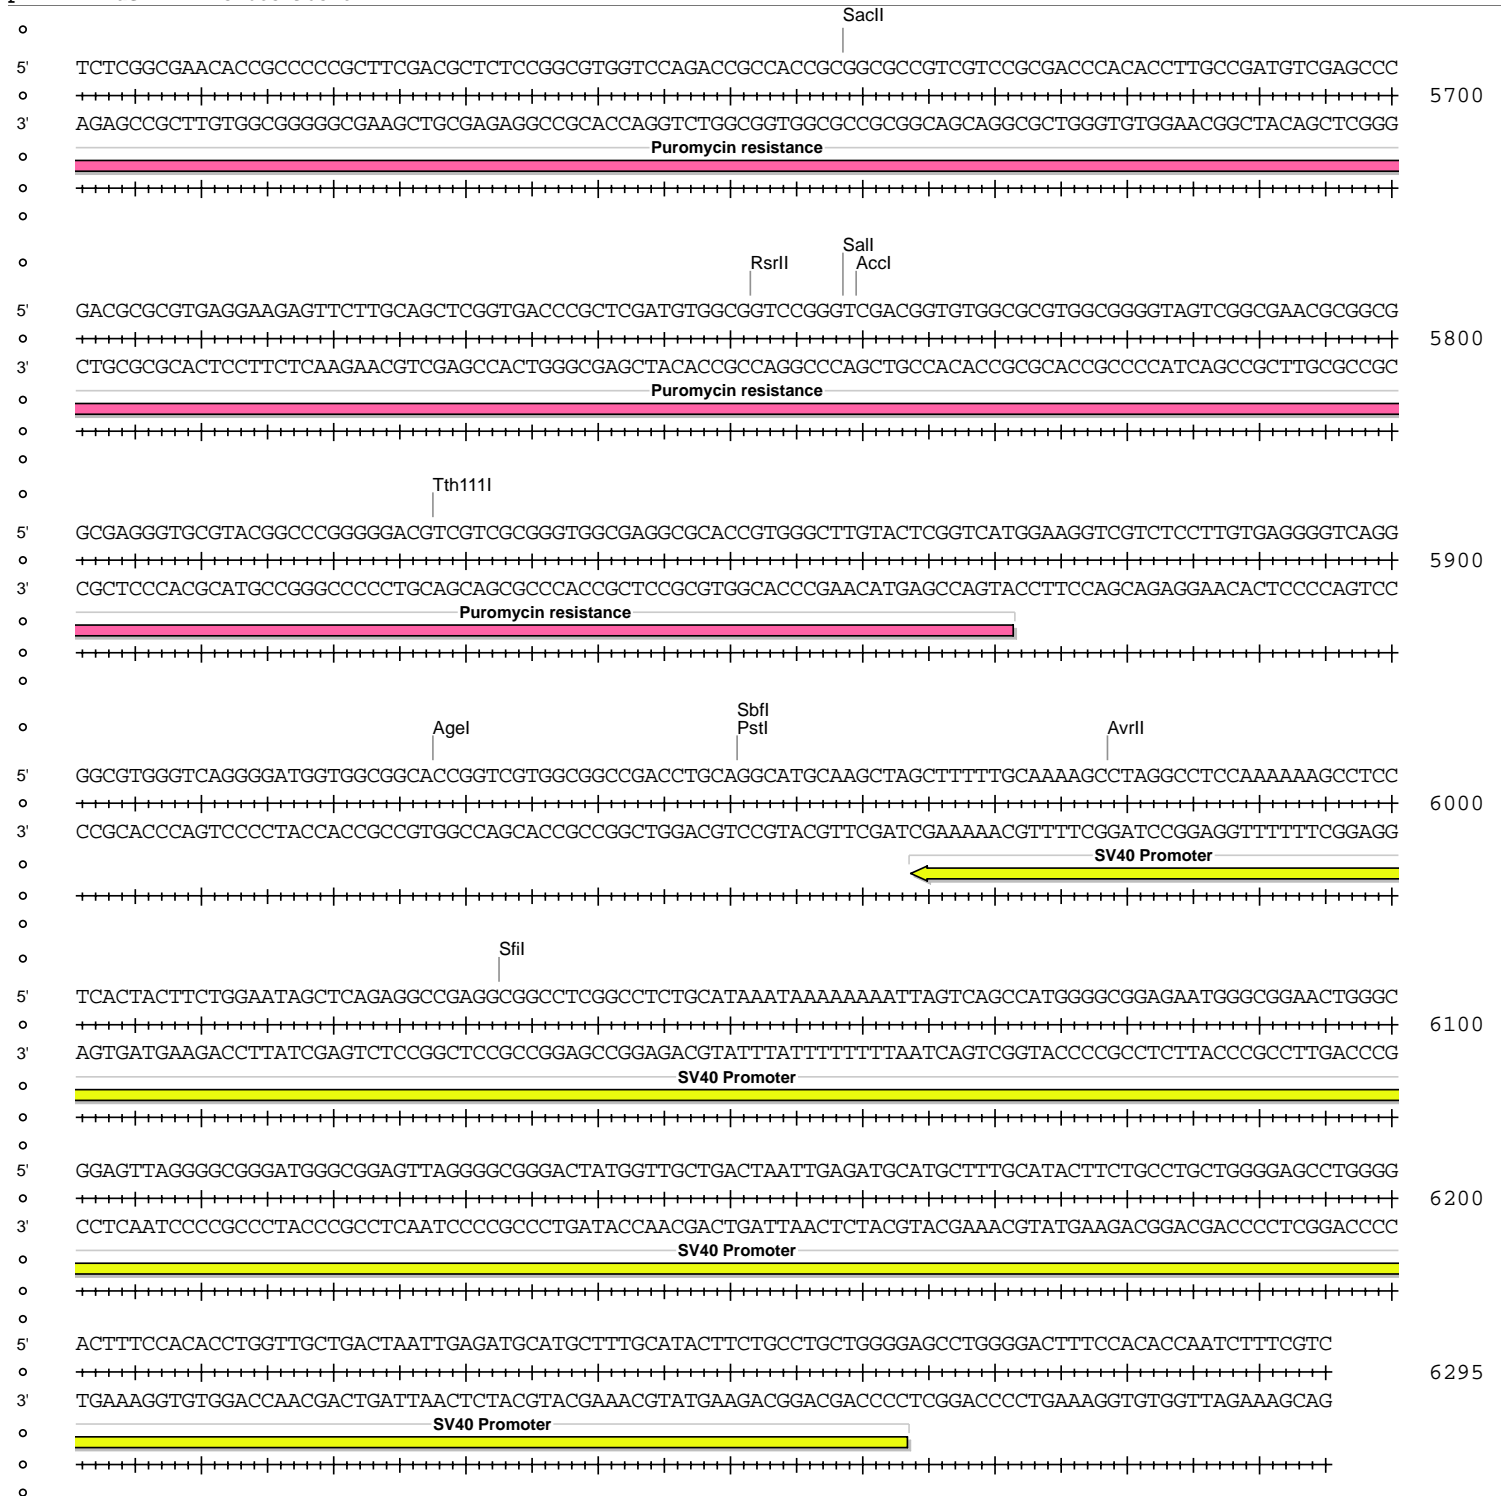 SacII
5' TCTCGGCGAACACCGCCCCCGCTTCGACGCTCTCCGGCGTGGTCCAGACCGCCACCGCGGCGCCGTCGTCCGCGACCCACACCTTGCCGATGTCGAGCCC
5700
3' AGAGCCGCTTGTGGCGGGGGCGAAGCTGCGAGAGGCCGCACCAGGTCTGGCGGTGGCGCCGCGGCAGCAGGCGCTGGGTGTGGAACGGCTACAGCTCGGG
Puromycin resistance
SalI
RsrII AccI
5' GACGCGCGTGAGGAAGAGTTCTTGCAGCTCGGTGACCCGCTCGATGTGGCGGTCCGGGTCGACGGTGTGGCGCGTGGCGGGGTAGTCGGCGAACGCGGCG
5800
3' CTGCGCGCACTCCTTCTCAAGAACGTCGAGCCACTGGGCGAGCTACACCGCCAGGCCCAGCTGCCACACCGCGCACCGCCCCATCAGCCGCTTGCGCCGC
Puromycin resistance
Tth111I
5' GCGAGGGTGCGTACGGCCCGGGGGACGTCGTCGCGGGTGGCGAGGCGCACCGTGGGCTTGTACTCGGTCATGGAAGGTCGTCTCCTTGTGAGGGGTCAGG
5900
3' CGCTCCCACGCATGCCGGGCCCCCTGCAGCAGCGCCCACCGCTCCGCGTGGCACCCGAACATGAGCCAGTACCTTCCAGCAGAGGAACACTCCCCAGTCC
Puromycin resistance
SbfI
AgeI PstI AvrII
5' GGCGTGGGTCAGGGGATGGTGGCGGCACCGGTCGTGGCGGCCGACCTGCAGGCATGCAAGCTAGCTTTTTGCAAAAGCCTAGGCCTCCAAAAAAGCCTCC
6000
3' CCGCACCCAGTCCCCTACCACCGCCGTGGCCAGCACCGCCGGCTGGACGTCCGTACGTTCGATCGAAAAACGTTTTCGGATCCGGAGGTTTTTTCGGAGG
SV40 Promoter
SfiI
5' TCACTACTTCTGGAATAGCTCAGAGGCCGAGGCGGCCTCGGCCTCTGCATAAATAAAAAAAATTAGTCAGCCATGGGGCGGAGAATGGGCGGAACTGGGC
6100
3' AGTGATGAAGACCTTATCGAGTCTCCGGCTCCGCCGGAGCCGGAGACGTATTTATTTTTTTTAATCAGTCGGTACCCCGCCTCTTACCCGCCTTGACCCG
SV40 Promoter
5' GGAGTTAGGGGCGGGATGGGCGGAGTTAGGGGCGGGACTATGGTTGCTGACTAATTGAGATGCATGCTTTGCATACTTCTGCCTGCTGGGGAGCCTGGGG
6200
3' CCTCAATCCCCGCCCTACCCGCCTCAATCCCCGCCCTGATACCAACGACTGATTAACTCTACGTACGAAACGTATGAAGACGGACGACCCCTCGGACCCC
SV40 Promoter
5' ACTTTCCACACCTGGTTGCTGACTAATTGAGATGCATGCTTTGCATACTTCTGCCTGCTGGGGAGCCTGGGGACTTTCCACACCAATCTTTCGTC
6295
3' TGAAAGGTGTGGACCAACGACTGATTAACTCTACGTACGAAACGTATGAAGACGGACGACCCCTCGGACCCCTGAAAGGTGTGGTTAGAAAGCAG
SV40 Promoter